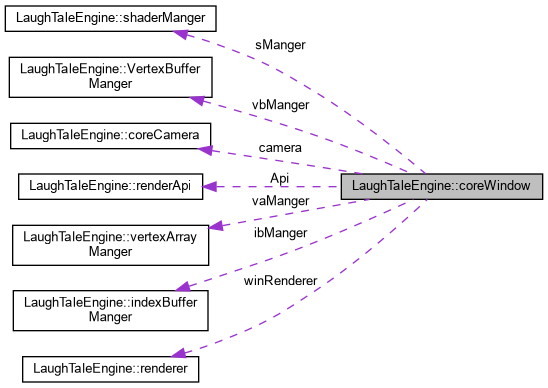 LaughTaleEngine::shaderManger
sManger
LaughTaleEngine::VertexBuffer
Manger
vbManger
LaughTaleEngine::coreCamera
camera
LaughTaleEngine::renderApi
Api
LaughTaleEngine::coreWindow
vaManger
LaughTaleEngine::vertexArray
Manger
ibManger
LaughTaleEngine::indexBuffer
Manger
winRenderer
LaughTaleEngine::renderer